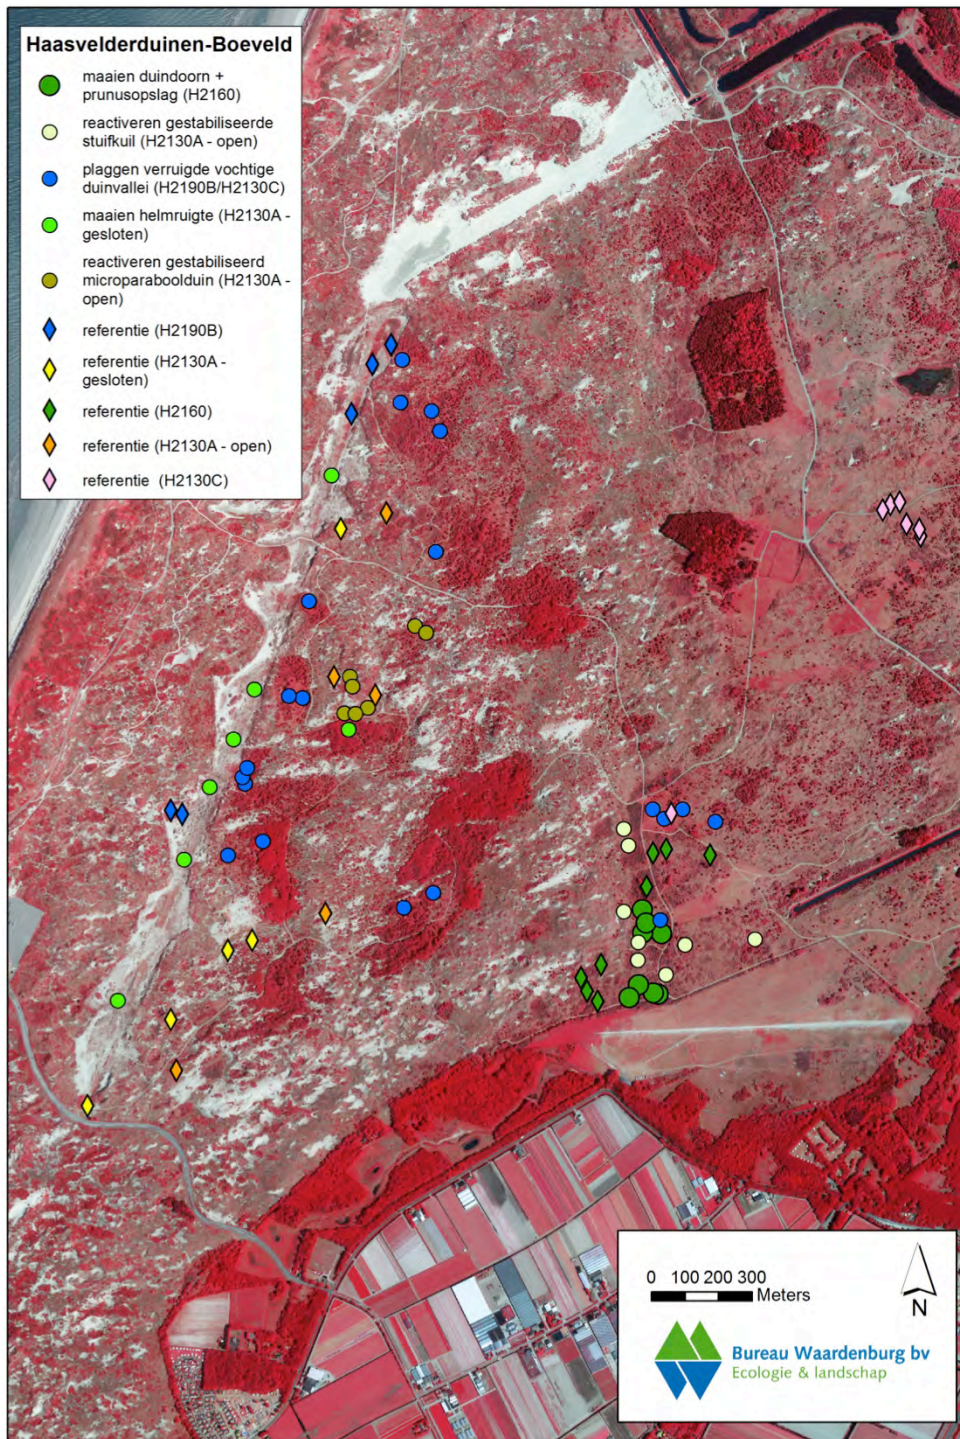 Haasvelderduinen-Boeveld
maaien duindoorn +
prunusopslag (H2160)
reactiveren gestabiliseerde
stuifkuil (H2130A - open)
plaggen verruigde vochtige
duinvallei (H2190B/H2130C)
maaien helmruigte (H2130A -
gesloten)
reactiveren gestabiliseerd
microparaboolduin (H2130A -
open)
referentie (H2190B)
referentie (H2130A -
gesloten)
referentie (H2160)
referentie (H2130A - open)
referentie (H2130C)
0 100 200 300
Meters
N
Bureau Waardenburg bv
Ecologie & landschap